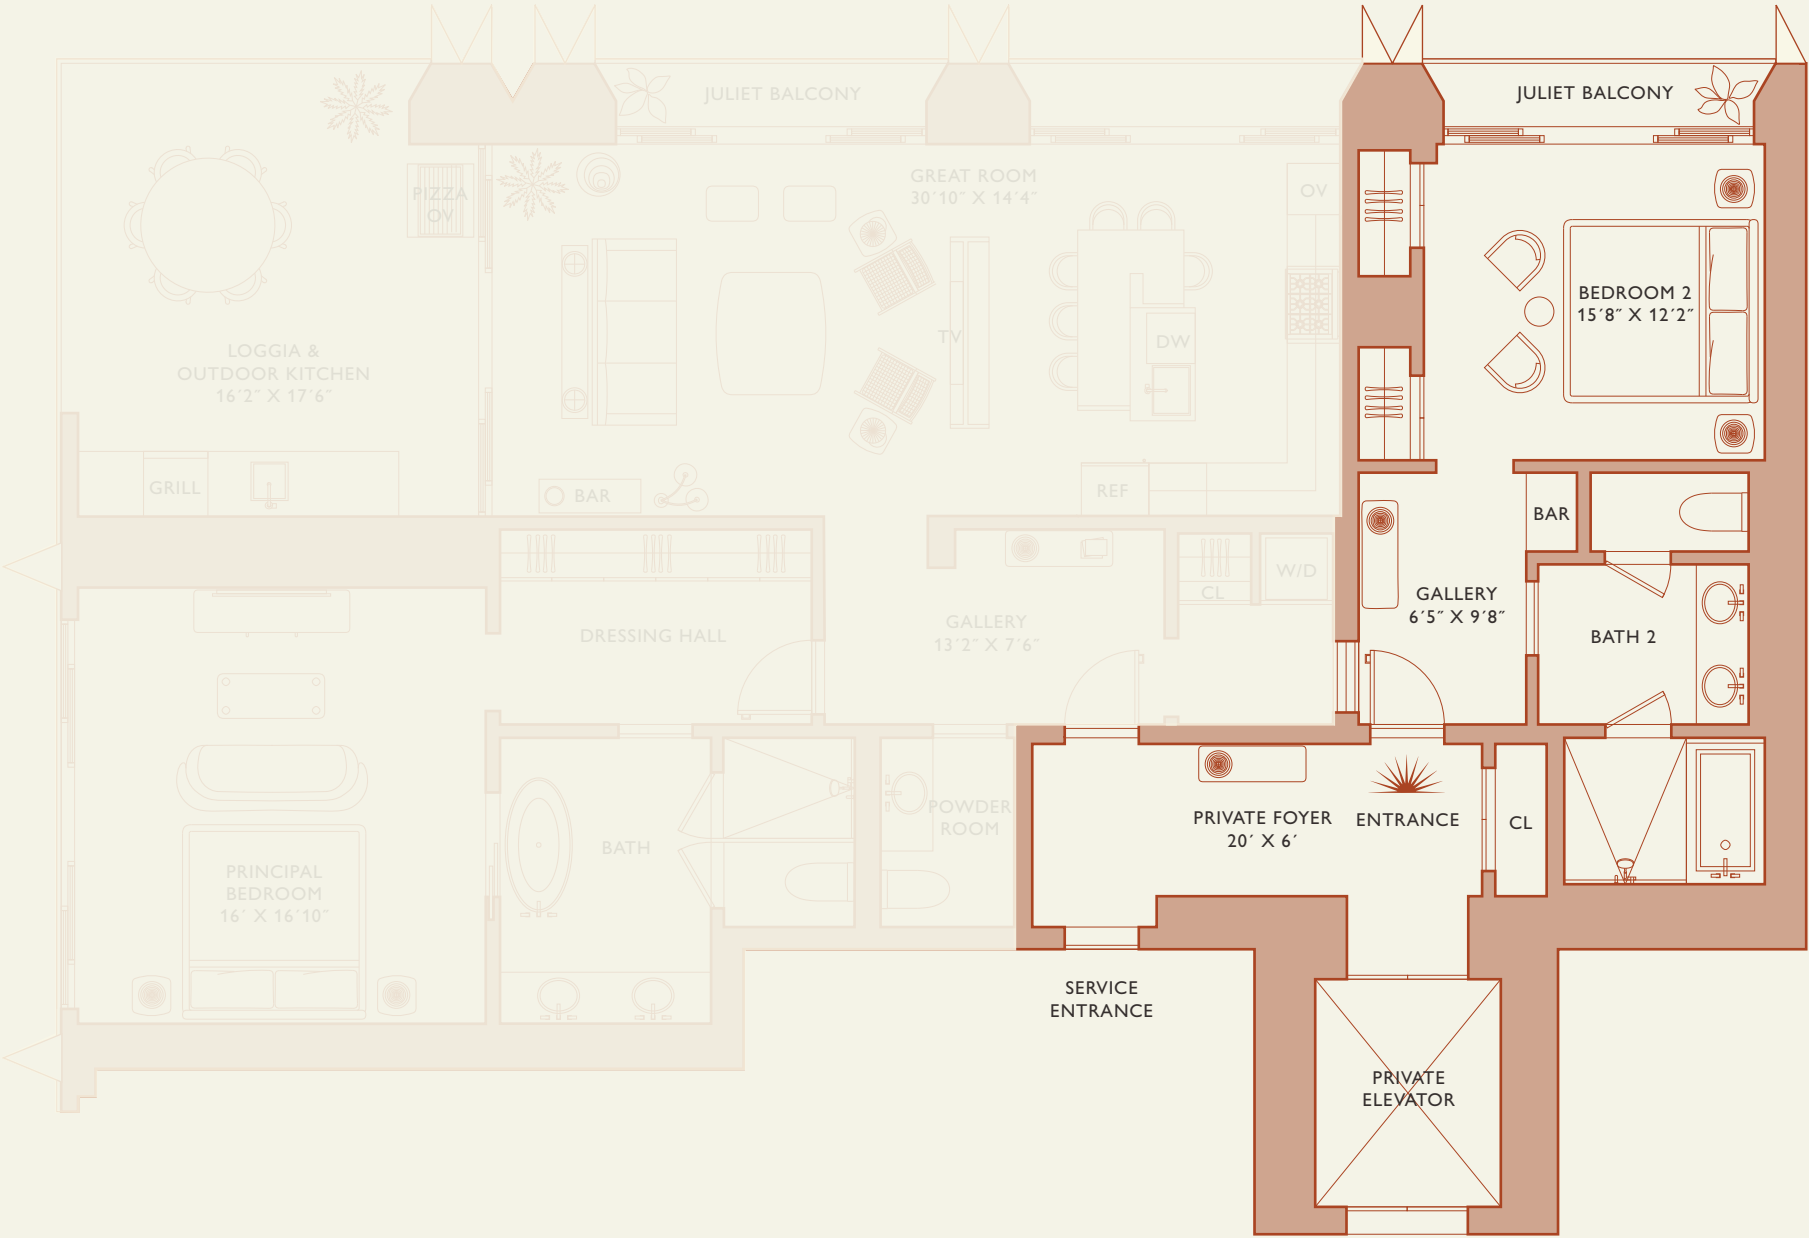 JULIET BALCONY
JULIET BALCONY
PIZZA
OV
GREAT ROOM
30´10˝ X 14´4˝
OV
BEDROOM 2
15´8˝ X 12´2˝
LOGGIA &
OUTDOOR KITCHEN
16´2˝ X 17´6˝
TV
DW
GRILL
BAR
REF
BAR
W/D
CL
DRESSING HALL
GALLERY
13´2˝ X 7´6˝
GALLERY
6´5˝ X 9´8˝
BATH 2
POWDER
ROOM
PRIVATE FOYER
20´ X 6´
ENTRANCE
CL
BATH
PRINCIPAL
BEDROOM
16´ X 16´10˝
SERVICE
ENTRANCE
PRIVATE
ELEVATOR